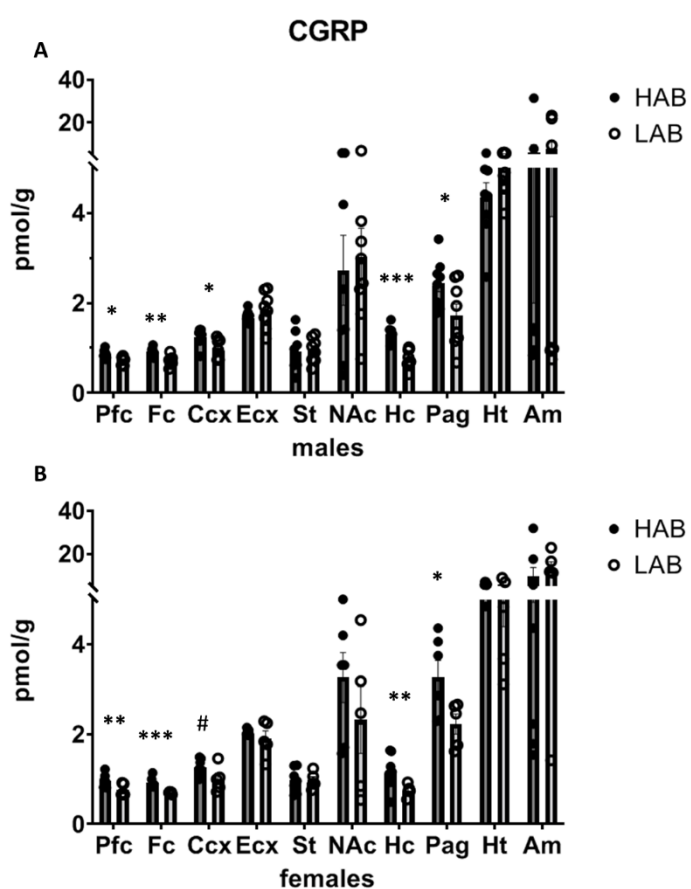 CGRP
A
40
20
4
2
0
pmol/g
HAB
LAB
*
**
*
***
*
Pfc Fc Ccx Ecx St NAc Hc Pag Ht Am
males
B
40
20
4
2
0
pmol/g
HAB
LAB
**
***
#
**
*
Pfc Fc Ccx Ecx St NAc Hc Pag Ht Am
females